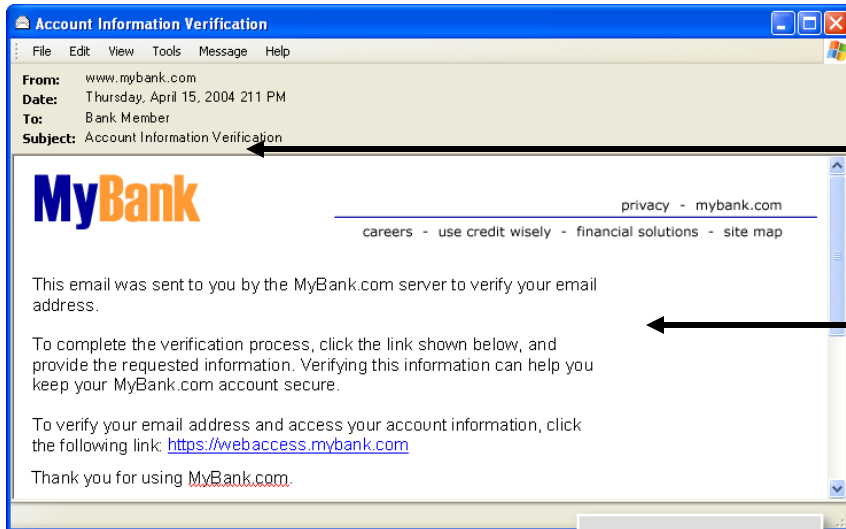 Account Information Verification
File Edit View Tools Message Help
From: www.mybank.com
Date: Thursday, April 15, 2004 211 PM
To: Bank Member
Subject: Account Information Verification
MyBank
privacy - mybank.com
careers - use credit wisely - financial solutions - site map
This email was sent to you by the MyBank.com server to verify your email
address.
To complete the verification process, click the link shown below, and
provide the requested information. Verifying this information can help you
keep your MyBank.com account secure.
To verify your email address and access your account information, click
the following link: https://webaccess.mybank.com
Thank you for using MyBank.com.